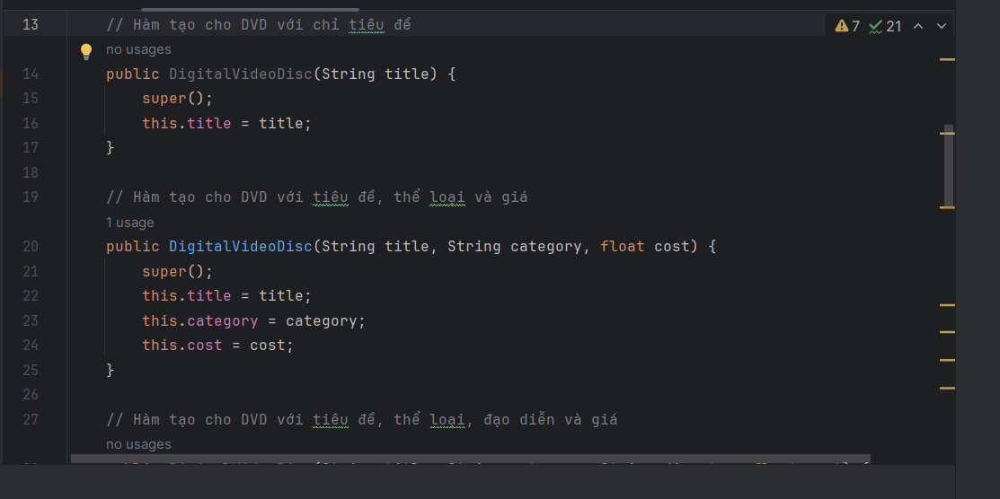 13 // Hàm tạo cho DVD với chỉ tiêu đề
7 21
no usages
14 public DigitalVideoDisc(String title) {
15 super();
16 this.title = title;
17 }
18
19 // Hàm tạo cho DVD với tiêu đề, thể loại và giá
1 usage
20 public DigitalVideoDisc(String title, String category, float cost) {
21 super();
22 this.title = title;
23 this.category = category;
24 this.cost = cost;
25 }
26
27 // Hàm tạo cho DVD với tiêu đề, thể loại, đạo diễn và giá
no usages